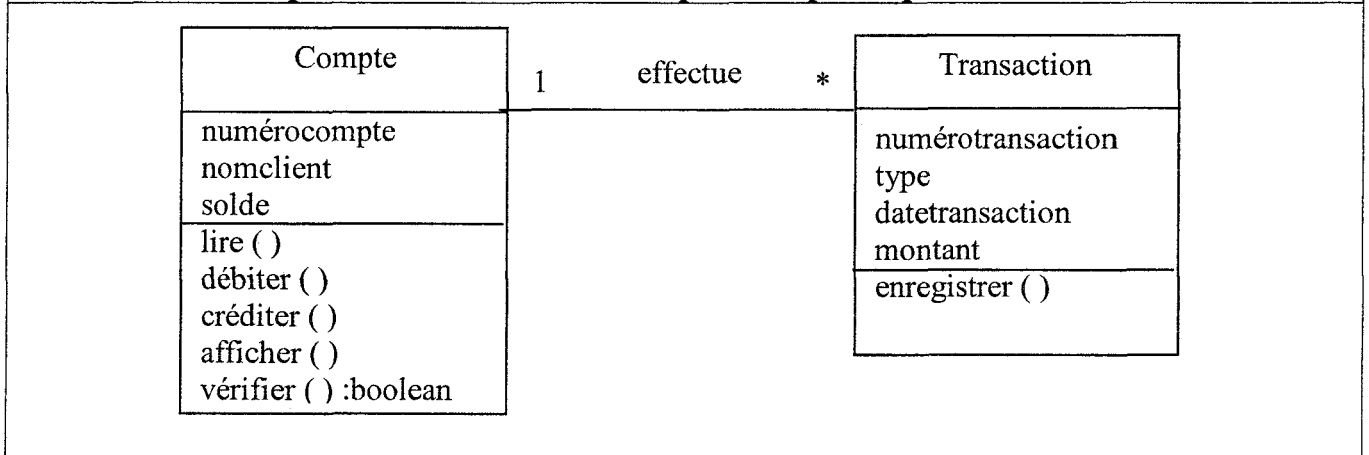 Compte
numérocompte
nomclient
solde
lire ( )
débiter ( )
créditer ( )
afficher ( )
vérifier ( ) :boolean
1 effectue *
Transaction
numérotransaction
type
datetransaction
montant
enregistrer ( )